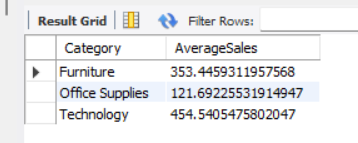 Result Grid Filter Rows:
Category AverageSales
Furniture 353.4459311957568
Office Supplies 121.69225531914947
Technology 454.5405475802047